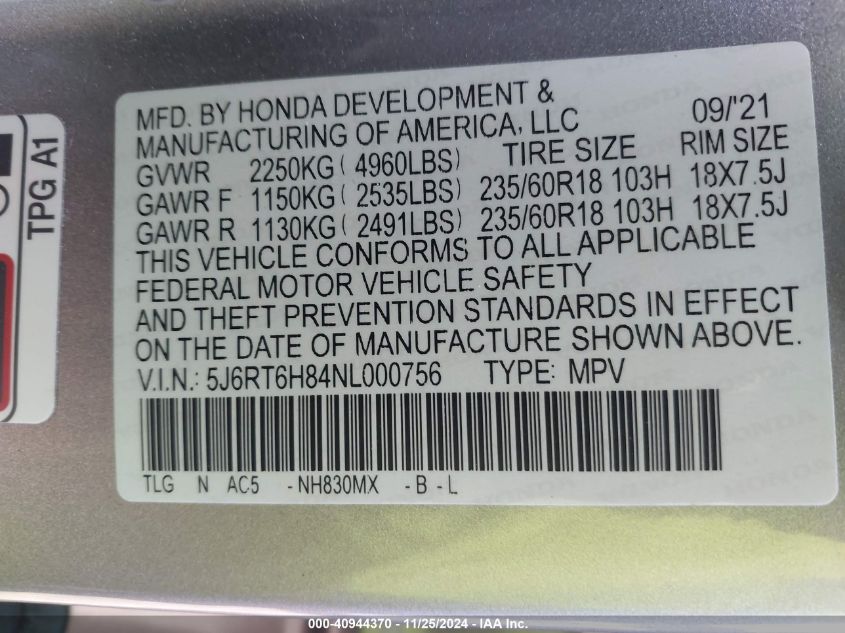 TPG A1
MFD. BY HONDA DEVELOPMENT &
MANUFACTURING OF AMERICA, LLC 09/'21
GVWR 2250KG ( 4960LBS) TIRE SIZE RIM SIZE
GAWR F 1150KG ( 2535LBS) 235/60R18 103H 18X7.5J
GAWR R 1130KG ( 2491LBS) 235/60R18 103H 18X7.5J
THIS VEHICLE CONFORMS TO ALL APPLICABLE
FEDERAL MOTOR VEHICLE SAFETY
AND THEFT PREVENTION STANDARDS IN EFFECT
ON THE DATE OF MANUFACTURE SHOWN ABOVE.
V.I.N.: 5J6RT6H84NL000756 TYPE: MPV
TLG N AC5 -NH830MX -B -L
000-40944370 - 11/25/2024 - IAA Inc.